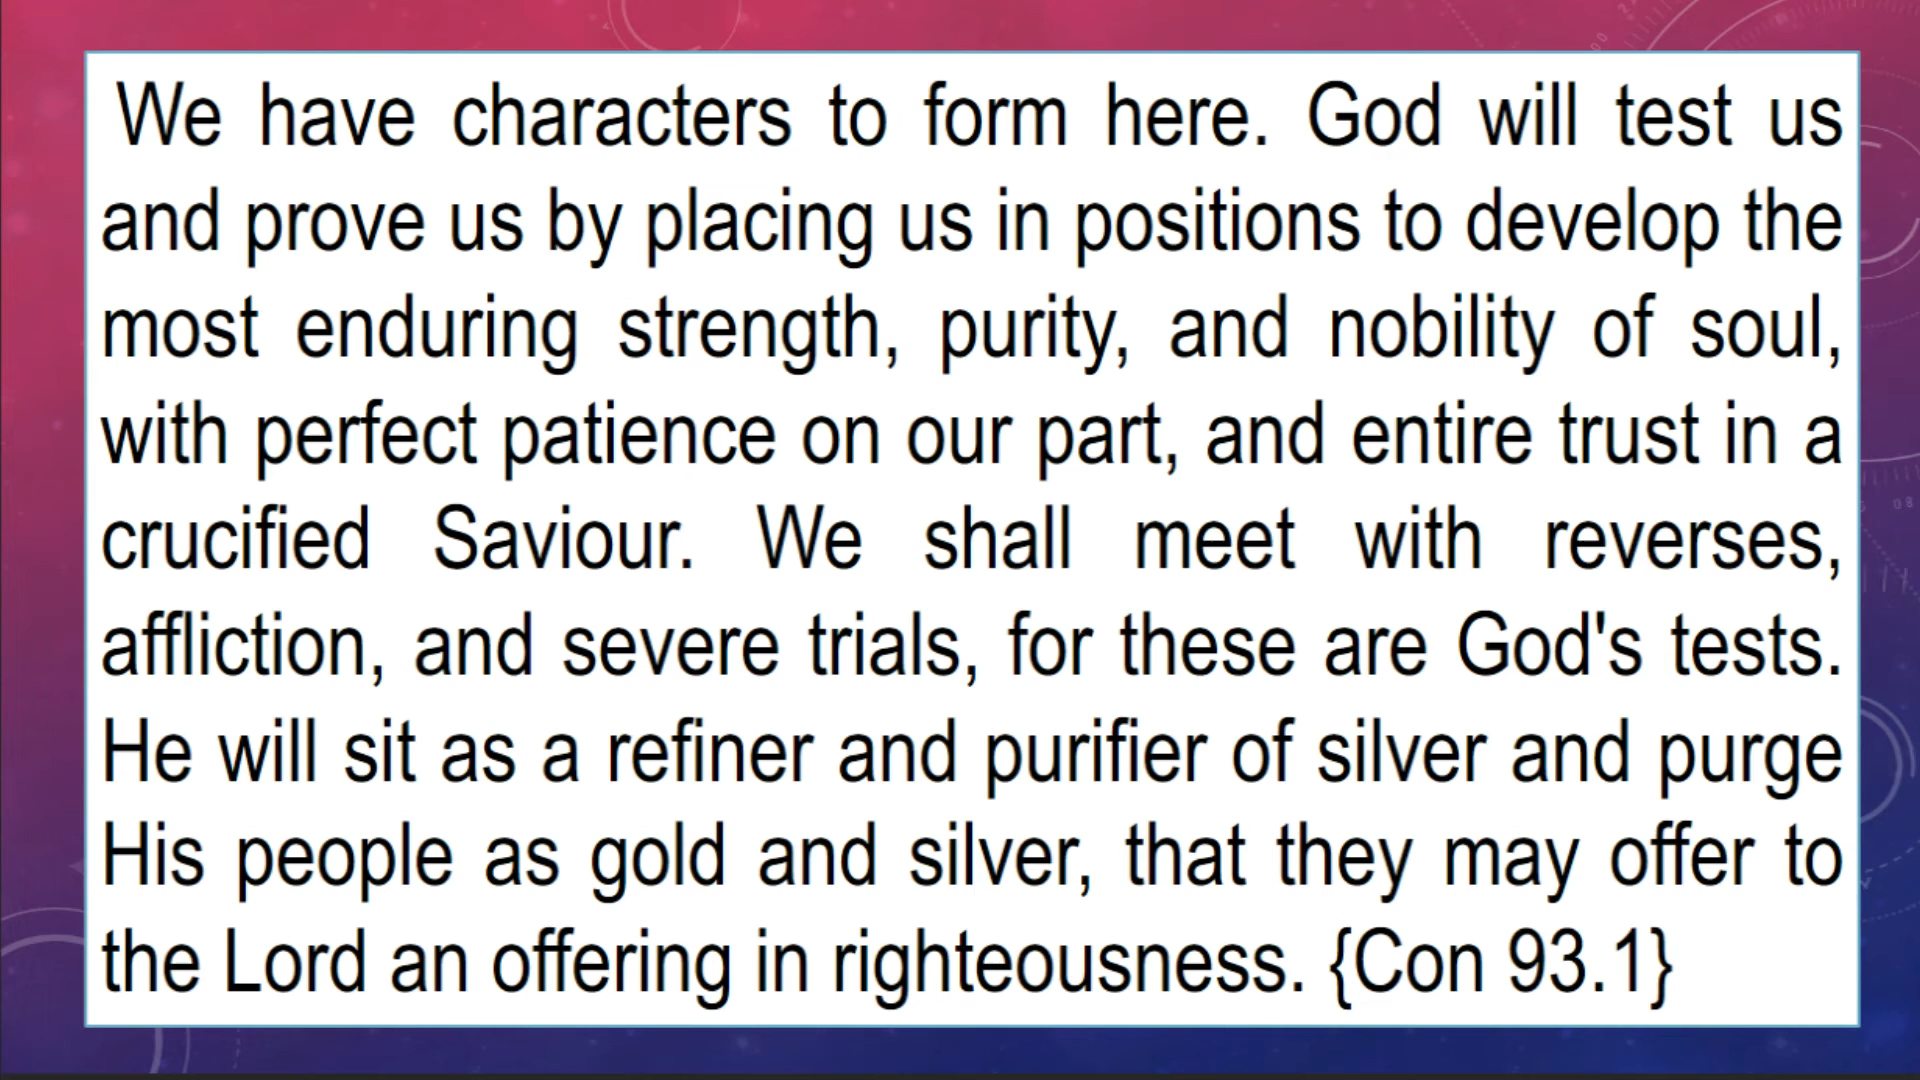 We have characters to form here. God will test us
and prove us by placing us in positions to develop the
most enduring strength, purity, and nobility of soul,
with perfect patience on our part, and entire trust in a
crucified Saviour. We shall meet with reverses,
affliction, and severe trials, for these are God's tests.
He will sit as a refiner and purifier of silver and purge
His people as gold and silver, that they may offer to
the Lord an offering in righteousness. {Con 93.1}